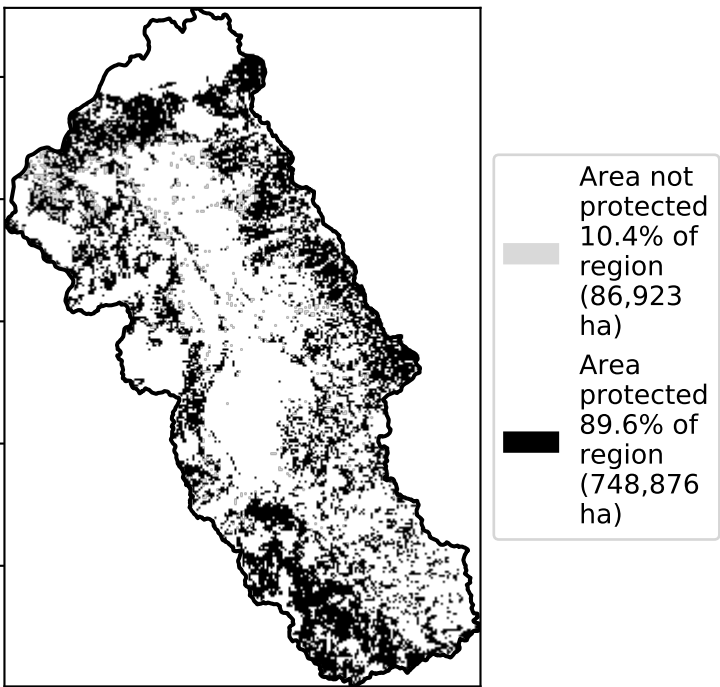 Area not
protected
10.4% of
region
(86,923
ha)
Area
protected
89.6% of
region
(748,876
ha)